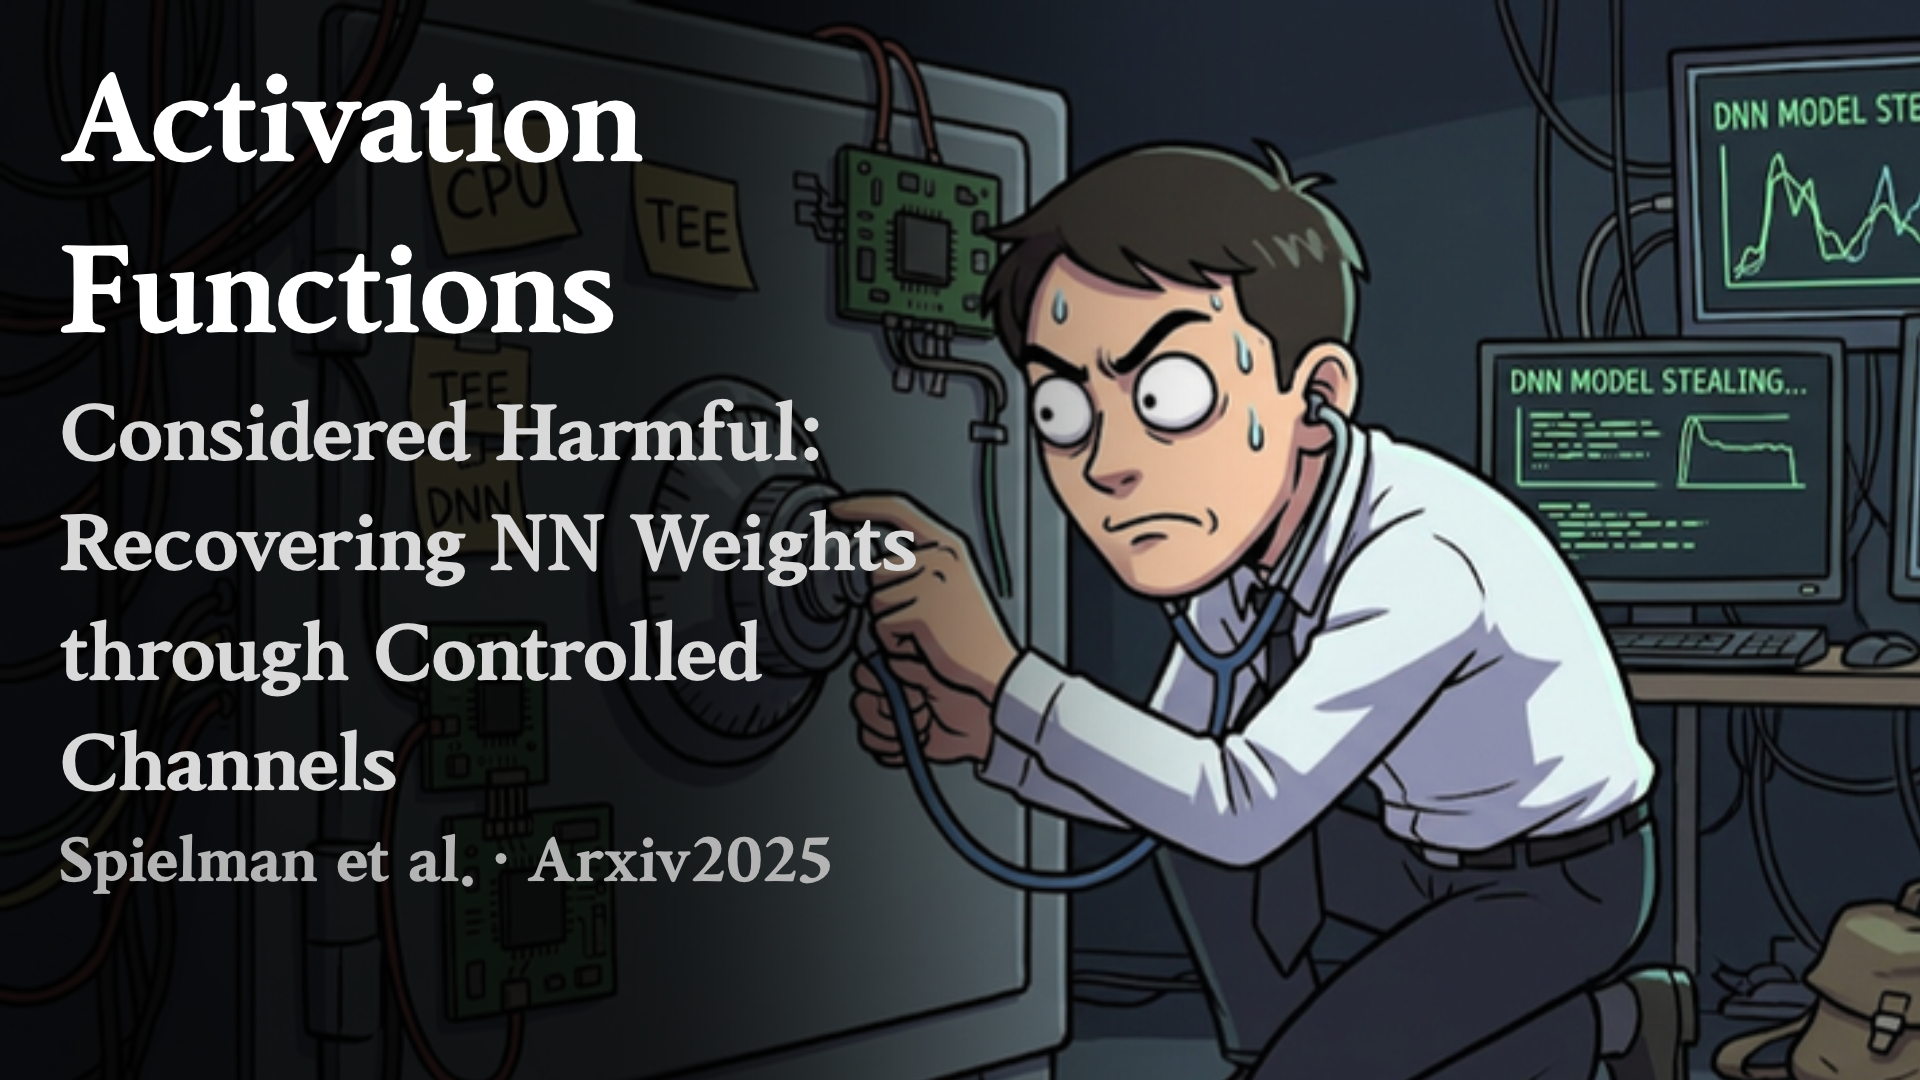 Activation
Functions
Considered Harmful:
Recovering NN Weights
through Controlled
Channels
Spielman et al. · Arxiv2025
CPU
TEE
TEE
DNN
DNN MODEL STE
DNN MODEL STEALING...